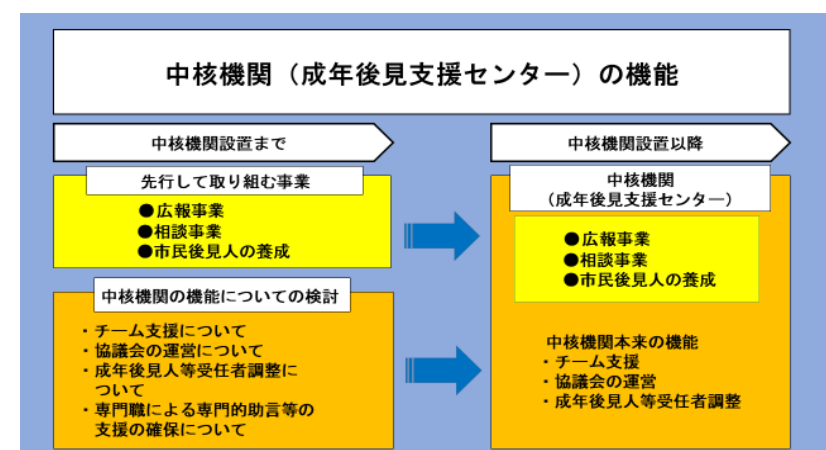 中核機関（成年後見支援センター）の機能
中核機関設置まで
先行して取り組む事業
●広報事業
●相談事業
●市民後見人の養成
中核機関の機能についての検討
・チーム支援について
・協議会の運営について
・成年後見人等受任者調整に
ついて
・専門職による専門的助言等の
支援の確保について
中核機関設置以降
中核機関
（成年後見支援センター）
●広報事業
●相談事業
●市民後見人の養成
中核機関本来の機能
・チーム支援
・協議会の運営
・成年後見人等受任者調整